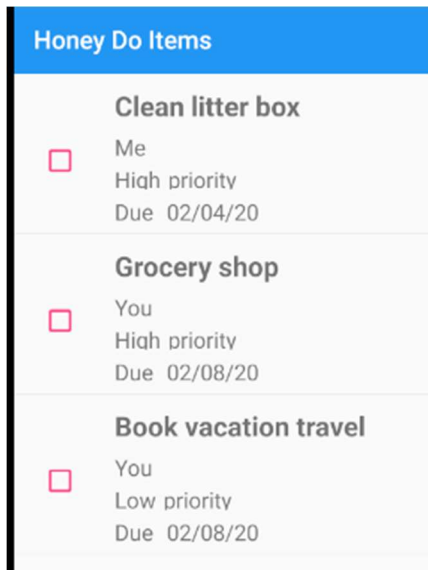 Honey Do Items
Clean litter box
Me
High priority
Due 02/04/20
Grocery shop
You
High priority
Due 02/08/20
Book vacation travel
You
Low priority
Due 02/08/20